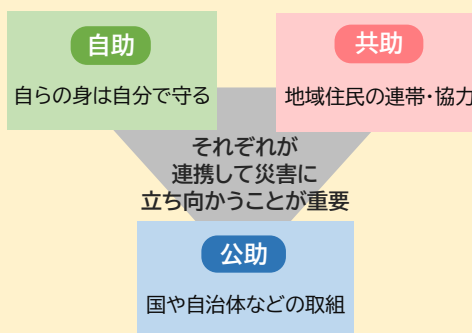 自助
自らの身は自分で守る
共助
地域住民の連帯・協力
それぞれが
連携して災害に
立ち向かうことが重要
公助
国や自治体などの取組